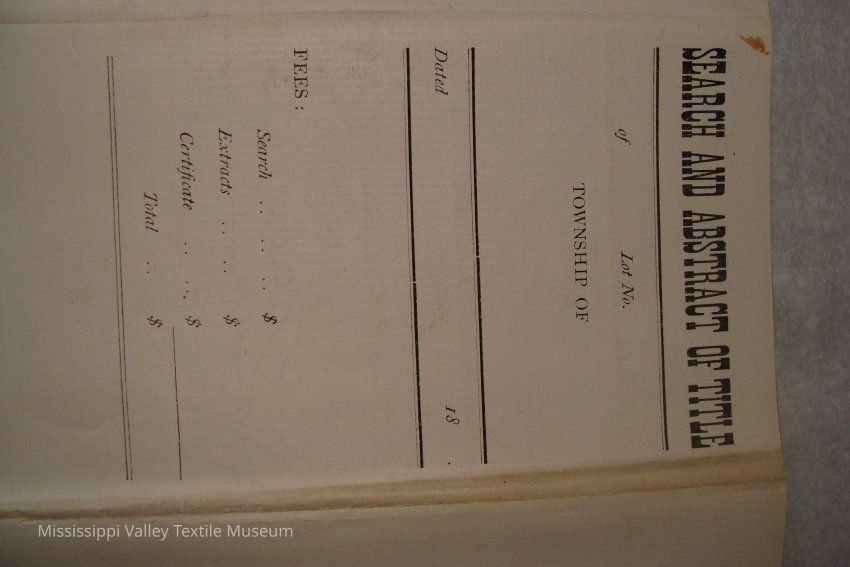 SEARCH AND ABSTRACT OF TITLE
of Lot No.
TOWNSHIP OF
Dated 18 .
FEES :
Search .. .. .. $
Extracts .. .. $
Certificate .. .. $
Total .. $
Mississippi Valley Textile Museum